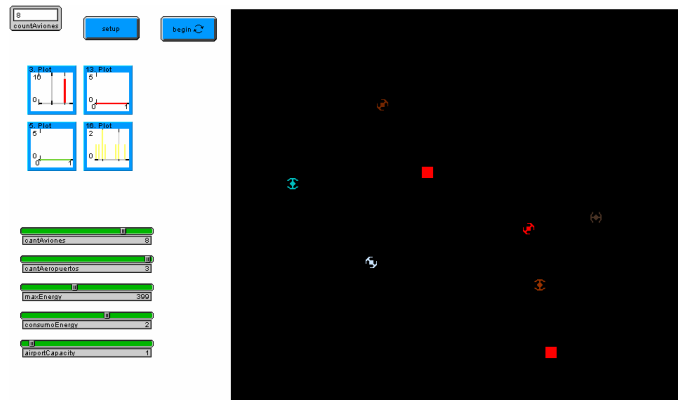 8
countAviones
setup
begin
3. Plot
10
0
13. Plot
5
0
0
1
5. Plot
5
0
0
1
16. Plot
2
0
cantAviones 8
cantAeropuertos 3
maxEnergy 399
consumoEnergy 2
airportCapacity 1